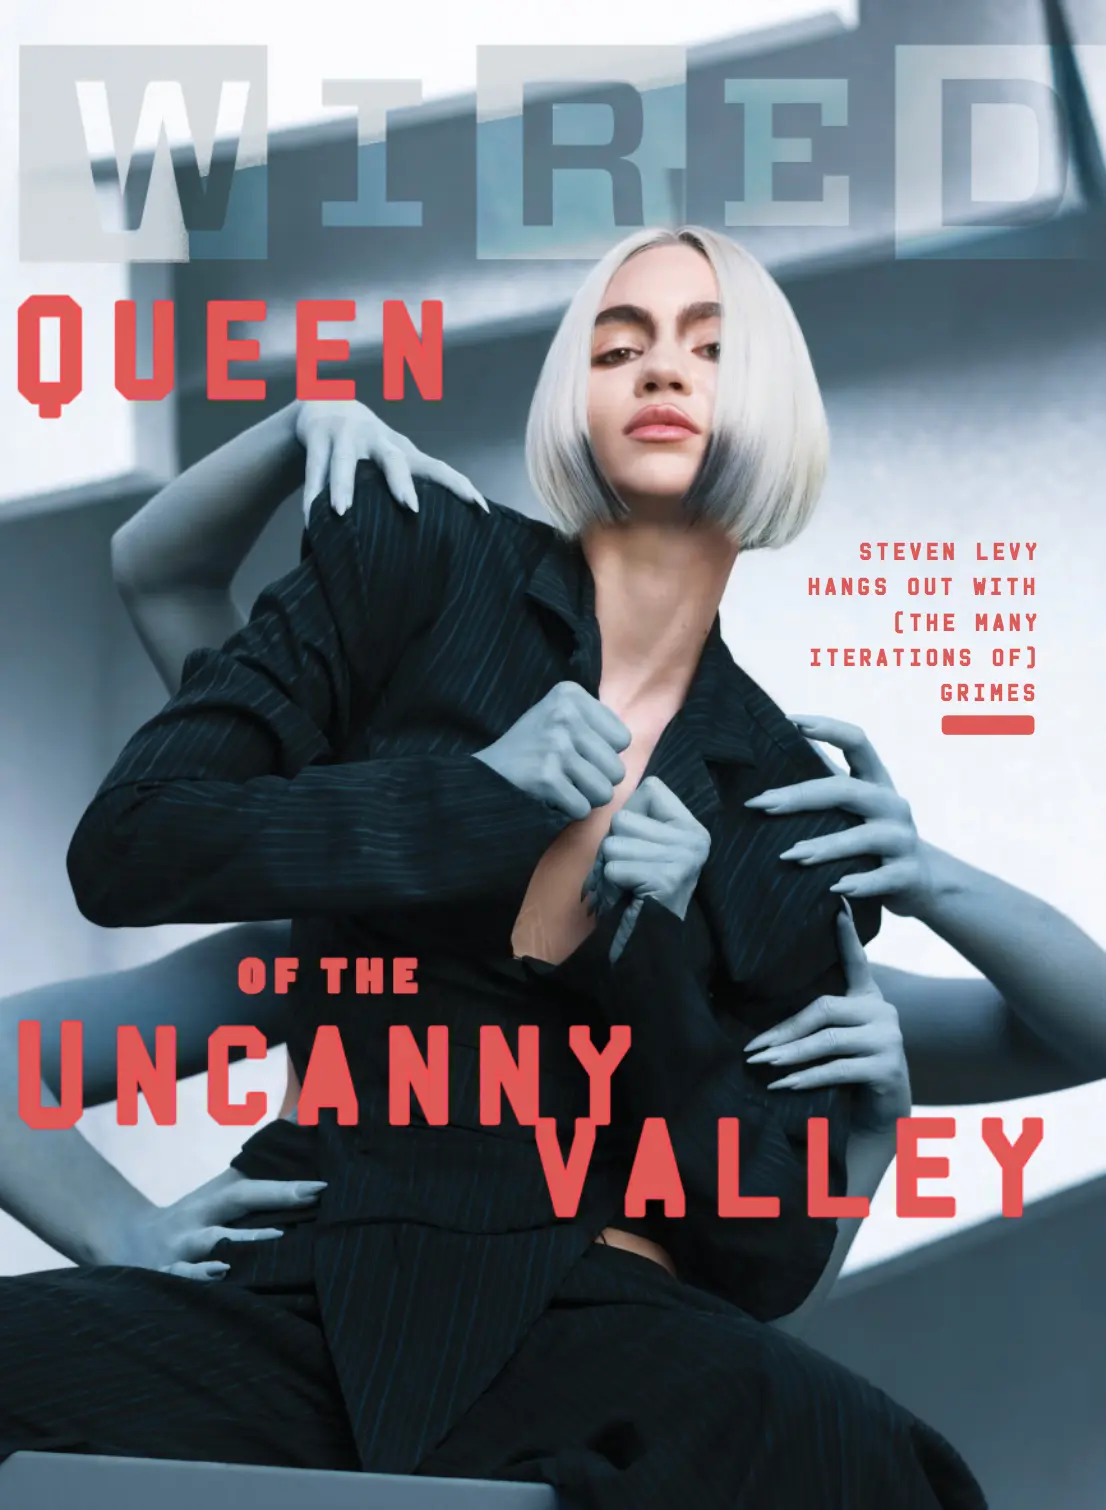 WIRED
QUEEN
STEVEN LEVY
HANGS OUT WITH
(THE MANY
ITERATIONS OF)
GRIMES
OF THE
UNCANNY
VALLEY